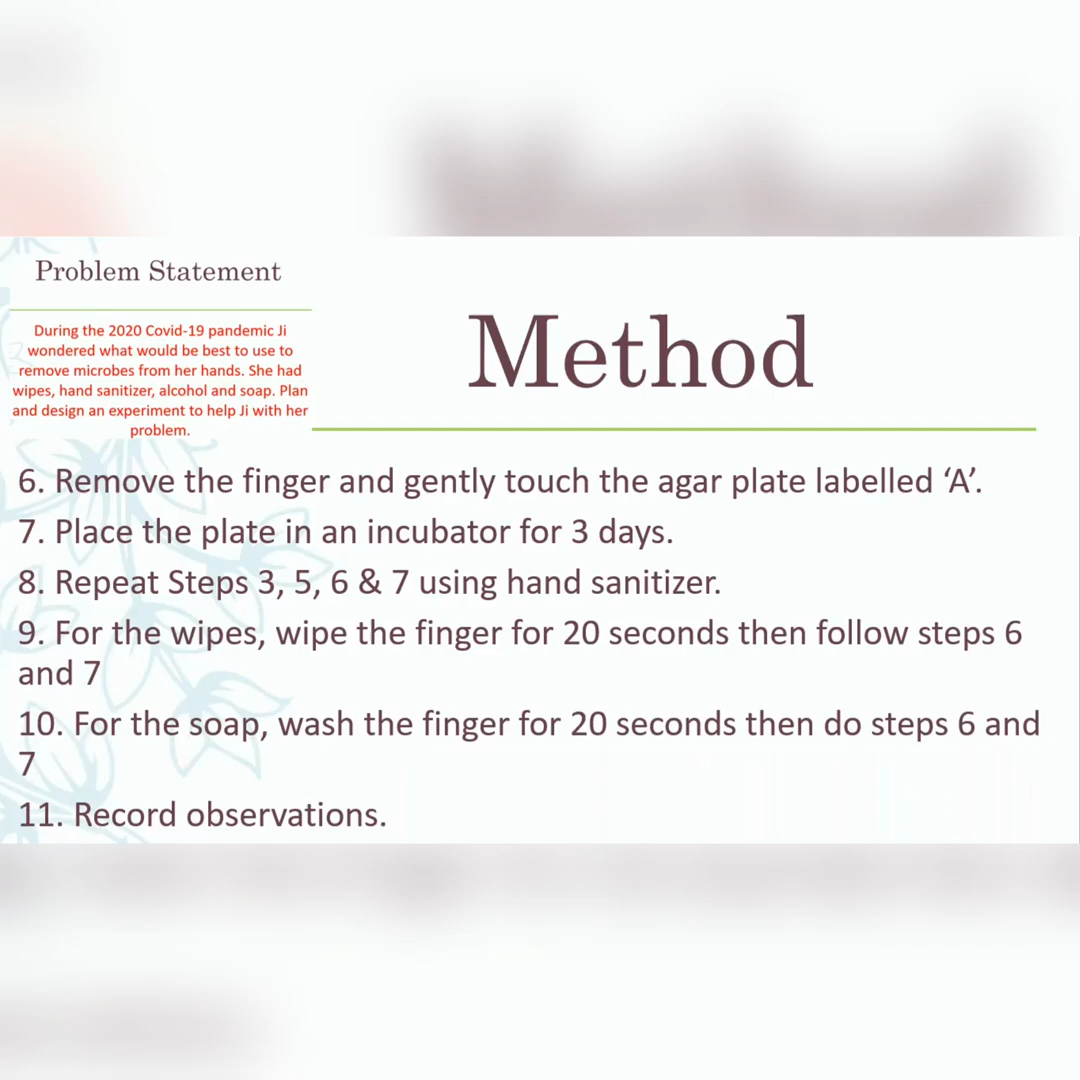 Problem Statement
During the 2020 Covid-19 pandemic Ji
wondered what would be best to use to
remove microbes from her hands. She had
wipes, hand sanitizer, alcohol and soap. Plan
and design an experiment to help Ji with her
problem.
Method
6. Remove the finger and gently touch the agar plate labelled ‘A’.
7. Place the plate in an incubator for 3 days.
8. Repeat Steps 3, 5, 6 & 7 using hand sanitizer.
9. For the wipes, wipe the finger for 20 seconds then follow steps 6
and 7
10. For the soap, wash the finger for 20 seconds then do steps 6 and
7
11. Record observations.